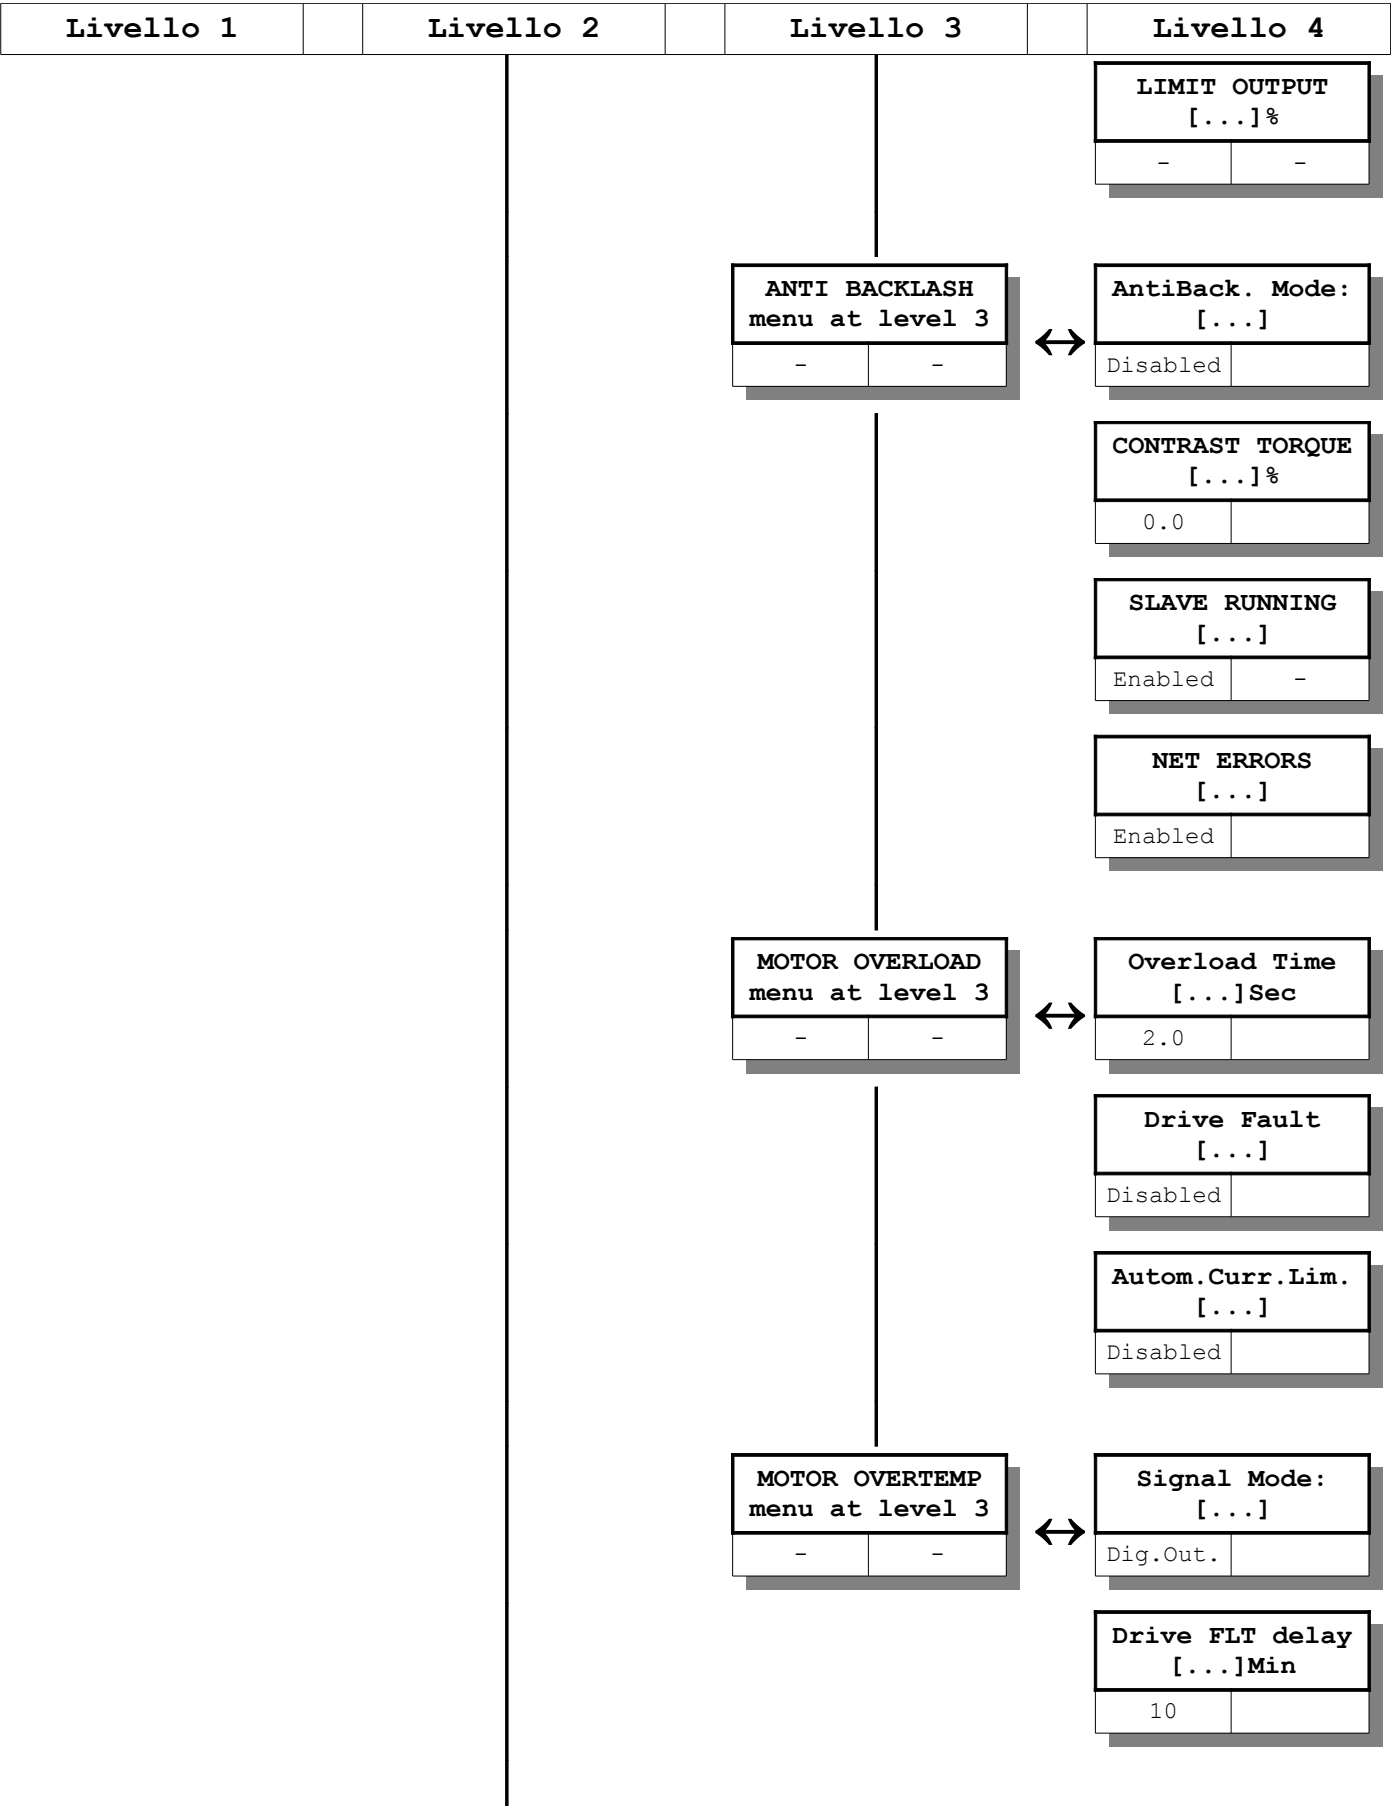 Livello 1 Livello 2 Livello 3 Livello 4
LIMIT OUTPUT
[...]%
- -
ANTI BACKLASH
menu at level 3
- -
AntiBack. Mode:
[...]
Disabled
CONTRAST TORQUE
[...]%
0.0
SLAVE RUNNING
[...]
Enabled -
NET ERRORS
[...]
Enabled
MOTOR OVERLOAD
menu at level 3
- -
Overload Time
[...]Sec
2.0
Drive Fault
[...]
Disabled
Autom.Curr.Lim.
[...]
Disabled
MOTOR OVERTEMP
menu at level 3
- -
Signal Mode:
[...]
Dig.Out.
Drive FLT delay
[...]Min
10